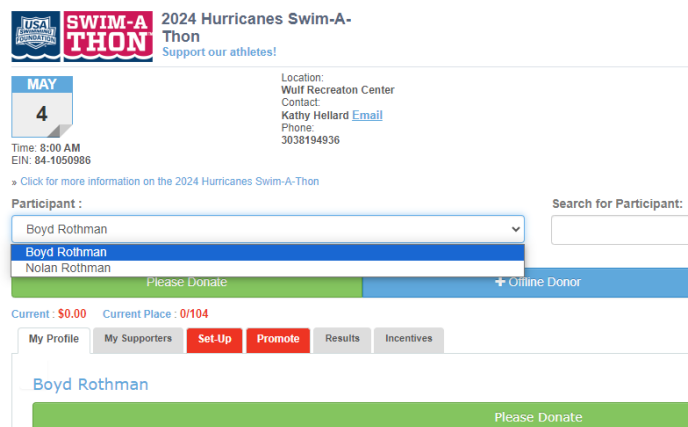 USA
SWIMMING
FOUNDATION
SWIM-A
THON
2024 Hurricanes Swim-A-
Thon
Support our athletes!
MAY
4
Time: 8:00 AM
EIN: 84-1050986
Location:
Wulf Recreaton Center
Contact:
Kathy Hellard Email
Phone:
3038194936
» Click for more information on the 2024 Hurricanes Swim-A-Thon
Participant :
Search for Participant:
Boyd Rothman
Boyd Rothman
Nolan Rothman
Please Donate
+ Offline Donor
Current : $0.00 Current Place : 0/104
My Profile My Supporters Set-Up Promote Results Incentives
Boyd Rothman
Please Donate